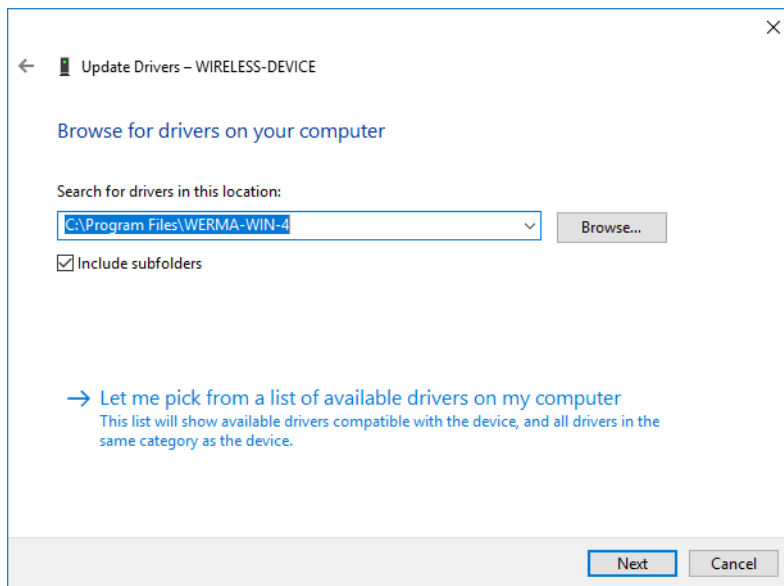 Update Drivers – WIRELESS-DEVICE
Browse for drivers on your computer
Search for drivers in this location:
C:\Program Files\WERMA-WIN-4
Browse...
Include subfolders
Let me pick from a list of available drivers on my computer
This list will show available drivers compatible with the device, and all drivers in the
same category as the device.
Next
Cancel